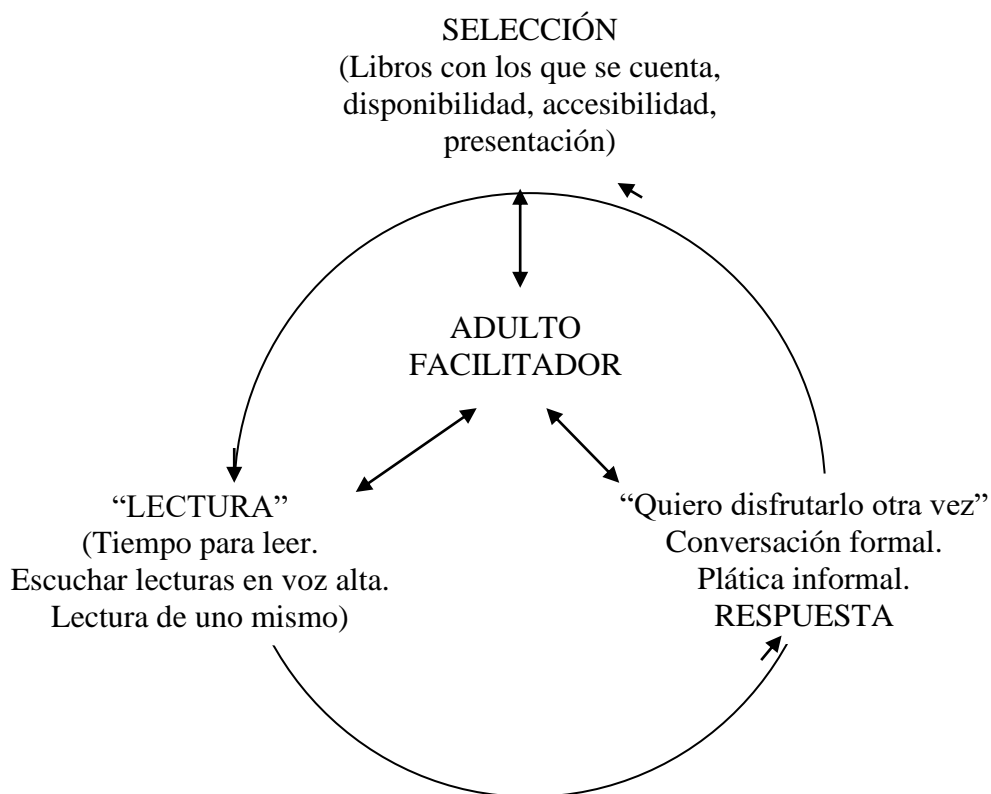 SELECCIÓN
(Libros con los que se cuenta,
disponibilidad, accesibilidad,
presentación)
ADULTO
FACILITADOR
“LECTURA”
(Tiempo para leer.
Escuchar lecturas en voz alta.
Lectura de uno mismo)
“Quiero disfrutarlo otra vez”
Conversación formal.
Plática informal.
RESPUESTA